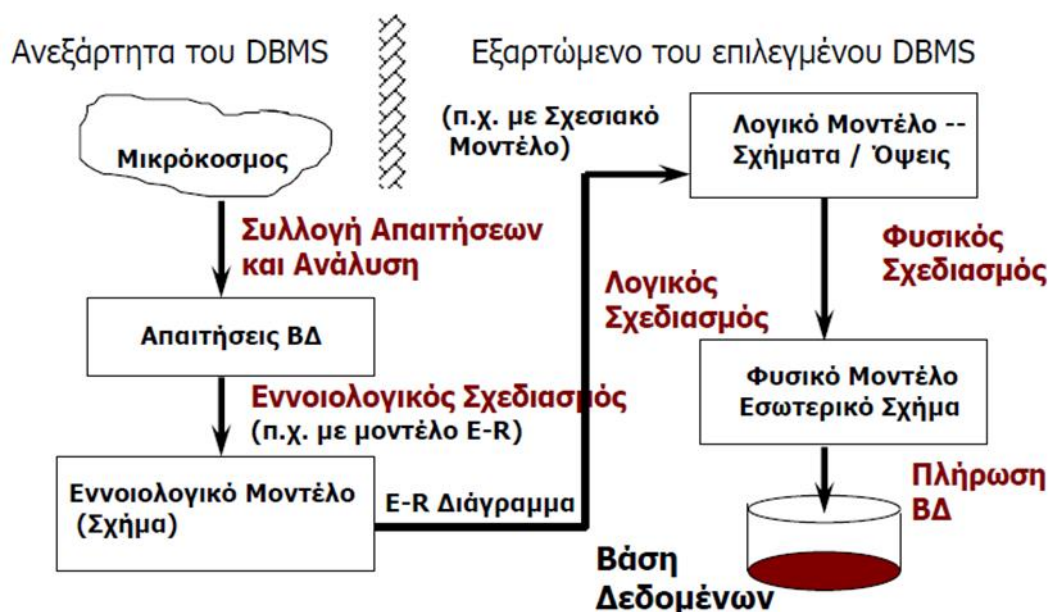 Ανεξάρτητα του DBMS
Εξαρτώμενο του επιλεγμένου DBMS
Μικρόκοσμος
Συλλογή Απαιτήσεων
και Ανάλυση
Απαιτήσεις ΒΔ
Εννοιολογικός Σχεδιασμός
(π.χ. με μοντέλο E-R)
Εννοιολογικό Μοντέλο
(Σχήμα)
E-R Διάγραμμα
(π.χ. με Σχεσιακό
Μοντέλο)
Λογικός
Σχεδιασμός
Λογικό Μοντέλο --
Σχήματα / Όψεις
Φυσικός
Σχεδιασμός
Φυσικό Μοντέλο
Εσωτερικό Σχήμα
Πλήρωση
ΒΔ
Βάση
Δεδομένων